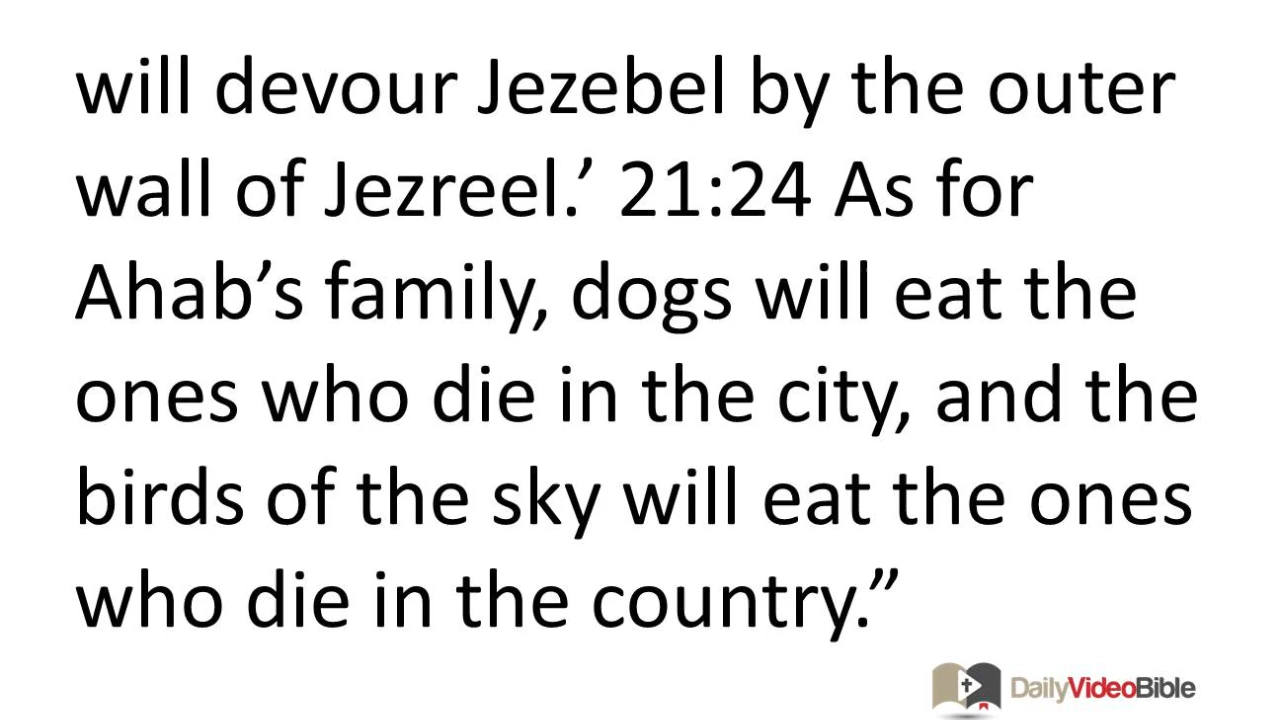 will devour Jezebel by the outer
wall of Jezreel.’ 21:24 As for
Ahab’s family, dogs will eat the
ones who die in the city, and the
birds of the sky will eat the ones
who die in the country.”
DailyVideoBible